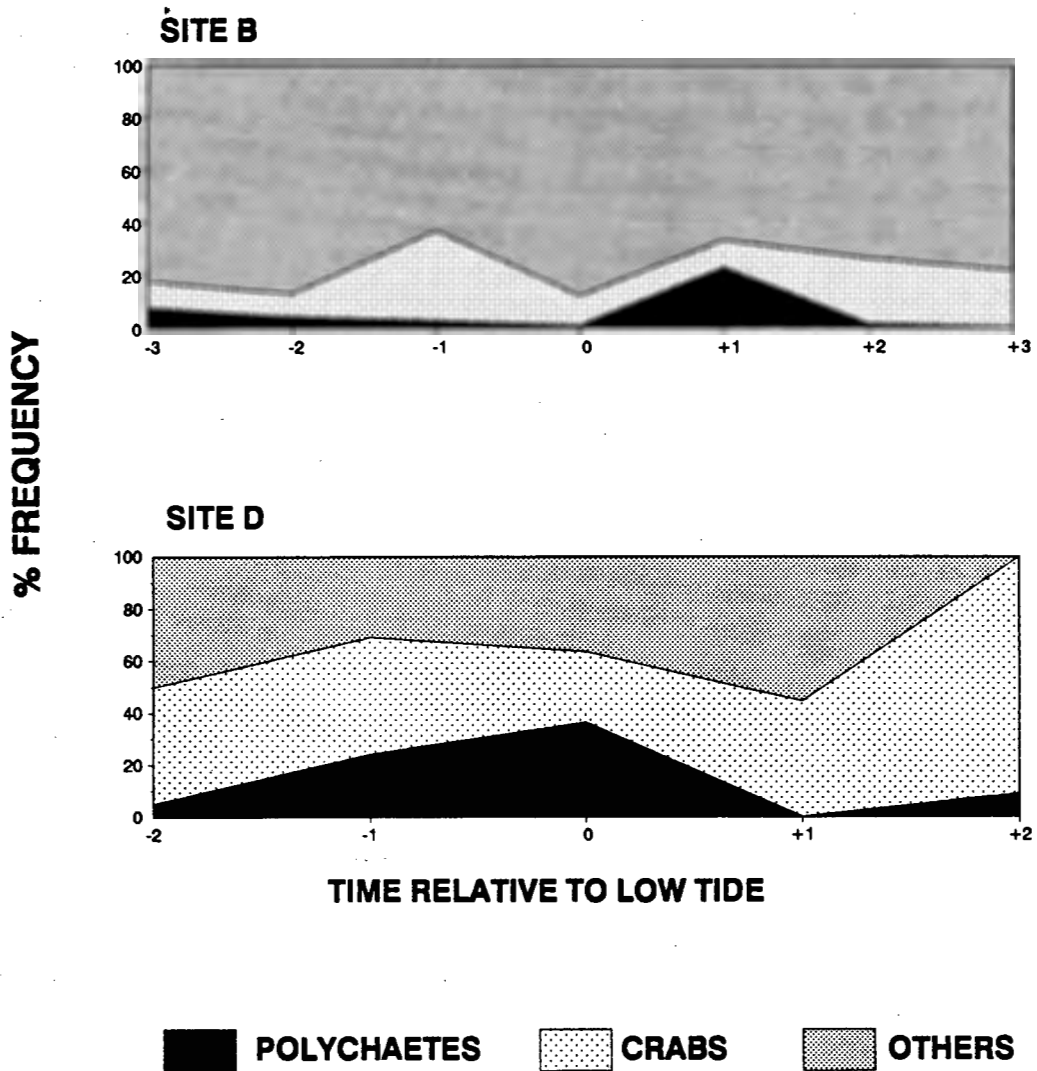 SITE B
100
80
60
40
20
0
-3 -2 -1 0 +1 +2 +3
% FREQUENCY
SITE D
100
80
60
40
20
0
-2 -1 0 +1 +2
TIME RELATIVE TO LOW TIDE
POLYCHAETES CRABS OTHERS